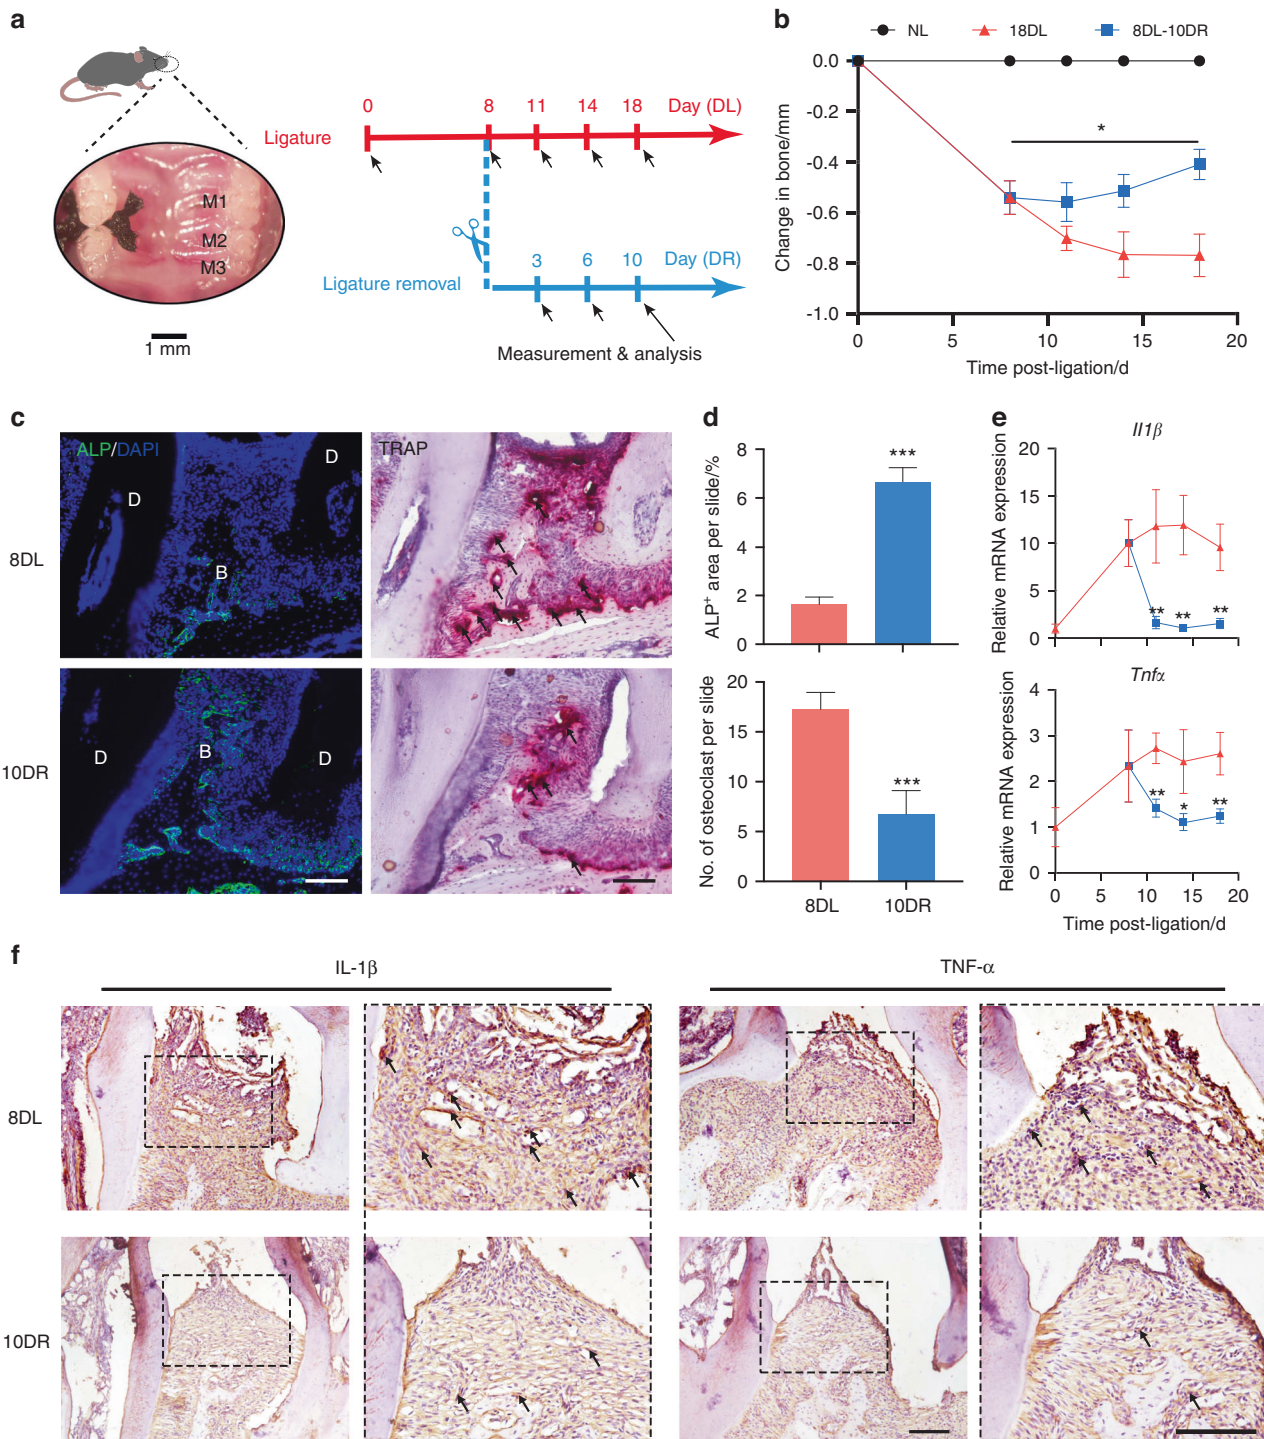 a
M1
M2
M3
1 mm
0 8 11 14 18 Day (DL)
Ligature
3 6 10 Day (DR)
Ligature removal
Measurement & analysis
b
NL 18DL 8DL-10DR
0.0
-0.2
-0.4
-0.6
-0.8
-1.0
*
Change in bone/mm
0 5 10 15 20
Time post-ligation/d
c
ALP/DAPI TRAP
8DL
D
D
B
10DR
D
B
D
d
8
6
4
2
0
***
ALP⁺ area per slide/%
20
15
10
5
0
***
No. of osteoclast per slide
8DL 10DR
e
Il1β
20
15
10
5
0
** ** **
Relative mRNA expression
Tnfα
4
3
2
1
0
** * **
Relative mRNA expression
0 5 10 15 20
Time post-ligation/d
f
IL-1β TNF-α
8DL
10DR